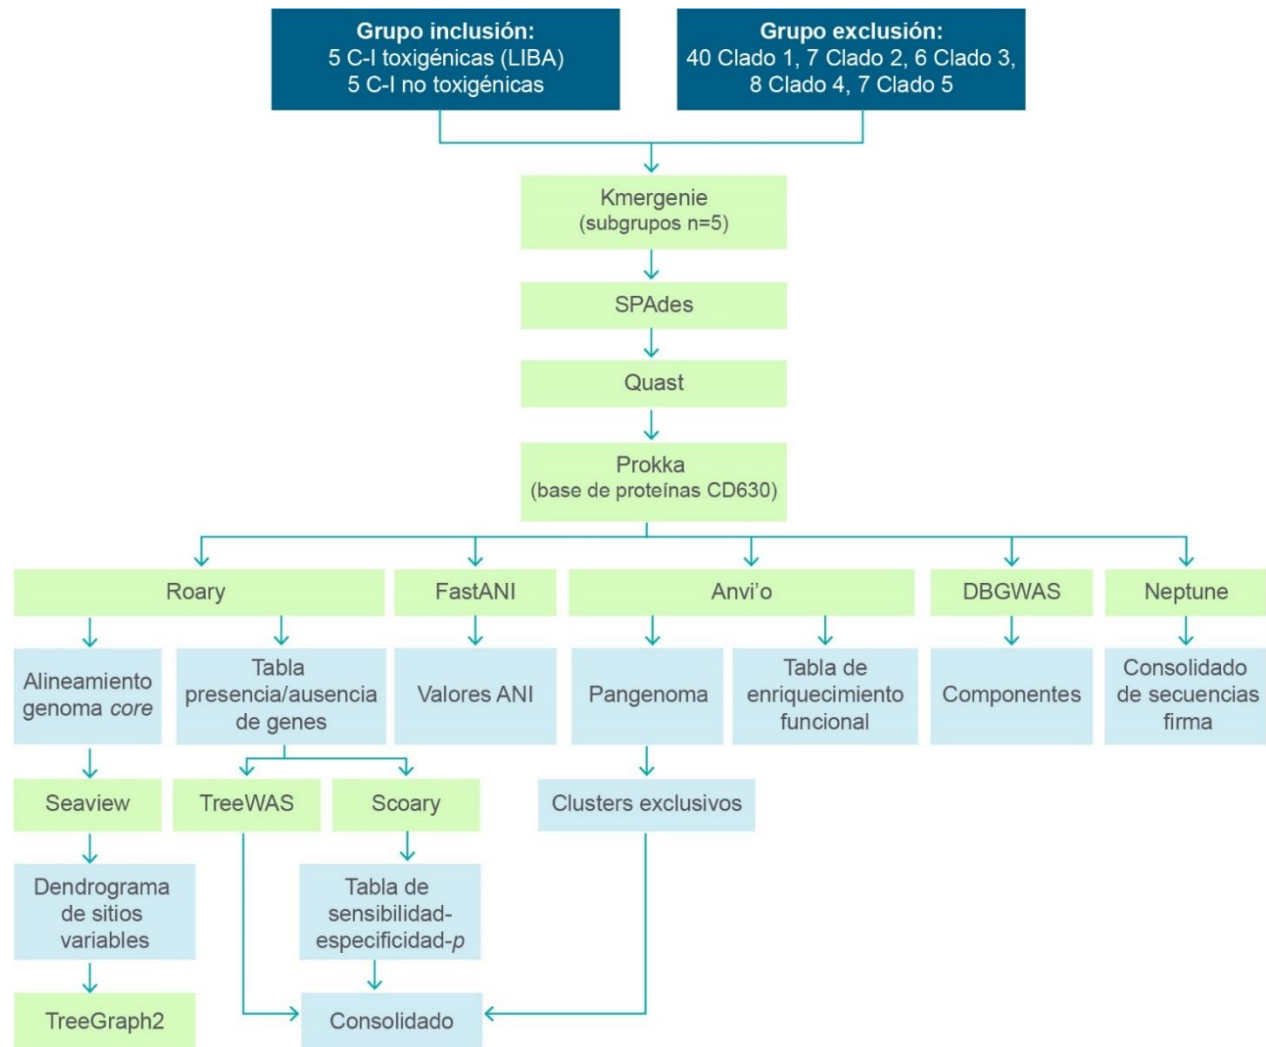 Grupo inclusión:
5 C-I toxigénicas (LIBA)
5 C-I no toxigénicas
Grupo exclusión:
40 Clado 1, 7 Clado 2, 6 Clado 3,
8 Clado 4, 7 Clado 5
Kmergenie
(subgrupos n=5)
SPAdes
Quast
Prokka
(base de proteínas CD630)
Roary
FastANI
Anvi’o
DBGWAS
Neptune
Alineamiento
genoma core
Tabla
presencia/ausencia
de genes
Valores ANI
Pangenoma
Tabla de
enriquecimiento
funcional
Componentes
Consolidado
de secuencias
firma
Seaview
TreeWAS
Scoary
Clusters exclusivos
Dendrograma
de sitios
variables
Tabla de
sensibilidad-
especificidad-p
TreeGraph2
Consolidado